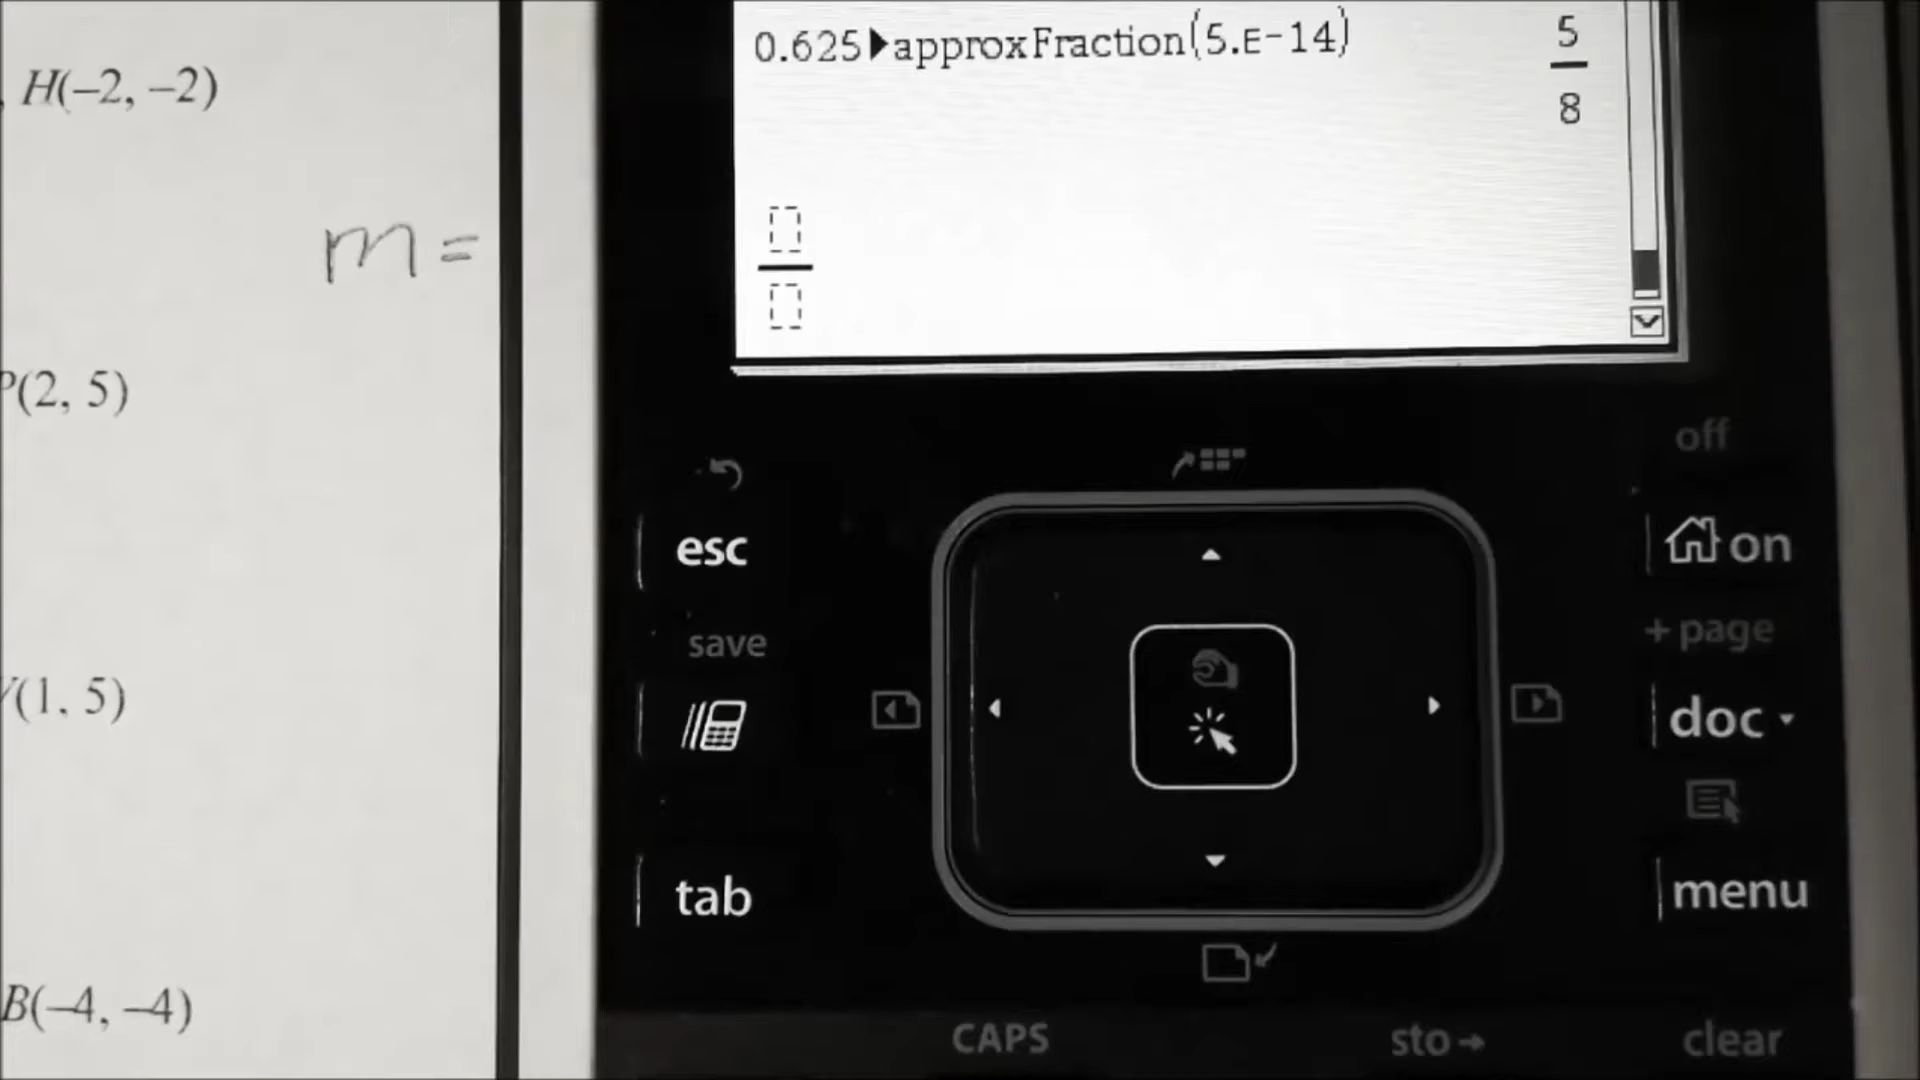 H(–2, –2)
m =
P(2, 5)
(1, 5)
B(–4, –4)
0.625▶approxFraction(5.E-14)
5
8
off
esc
on
save
+ page
doc
tab
menu
CAPS
sto →
clear